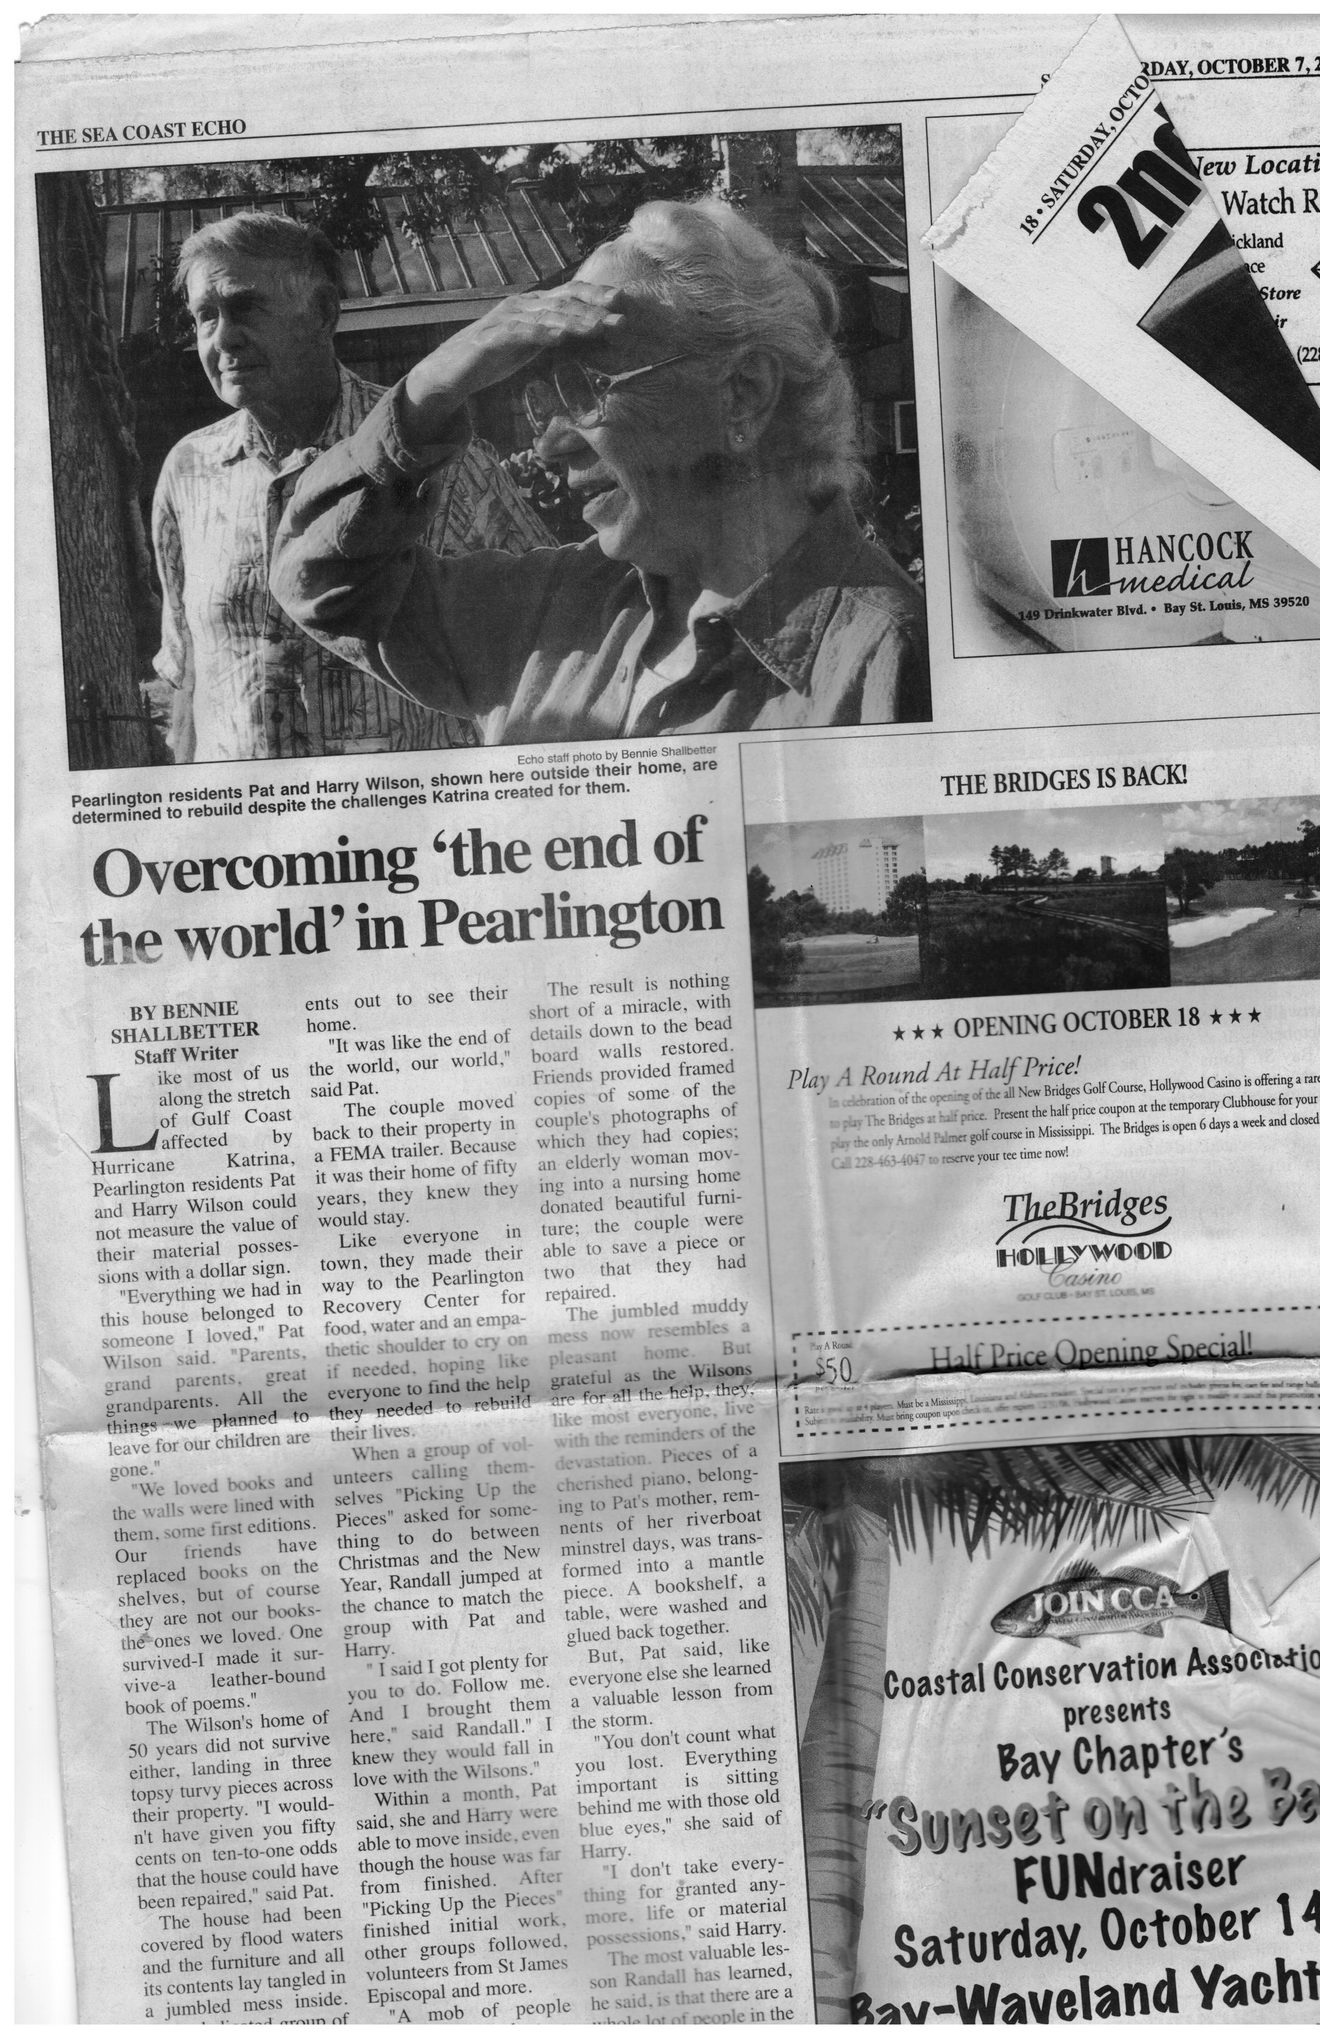 THE SEA COAST ECHO
RDAY, OCTOBER 7, 2
18 • SATURDAY, OCTO
2nd
New Locati
Watch R
ickland
ace
Store
ir
(228
HANCOCK
medical
149 Drinkwater Blvd. • Bay St. Louis, MS 39520
Echo staff photo by Bennie Shallbetter
Pearlington residents Pat and Harry Wilson, shown here outside their home, are
determined to rebuild despite the challenges Katrina created for them.
Overcoming ‘the end of
the world’ in Pearlington
BY BENNIE
SHALLBETTER
Staff Writer
Like most of us
along the stretch
of Gulf Coast
affected by
Hurricane Katrina,
Pearlington residents Pat
and Harry Wilson could
not measure the value of
their material posses-
sions with a dollar sign.
"Everything we had in
this house belonged to
someone I loved," Pat
Wilson said. "Parents,
grand parents, great
grandparents. All the
things we planned to
leave for our children are
gone."
"We loved books and
the walls were lined with
them, some first editions.
Our friends have
replaced books on the
shelves, but of course
they are not our books-
the ones we loved. One
survived-I made it sur-
vive-a leather-bound
book of poems."
The Wilson's home of
50 years did not survive
either, landing in three
topsy turvy pieces across
their property. "I would-
n't have given you fifty
cents on ten-to-one odds
that the house could have
been repaired," said Pat.
The house had been
covered by flood waters
and the furniture and all
its contents lay tangled in
a jumbled mess inside.
group of
ents out to see their
home.
"It was like the end of
the world, our world,"
said Pat.
The couple moved
back to their property in
a FEMA trailer. Because
it was their home of fifty
years, they knew they
would stay.
Like everyone in
town, they made their
way to the Pearlington
Recovery Center for
food, water and an empa-
thetic shoulder to cry on
if needed, hoping like
everyone to find the help
they needed to rebuild
their lives.
When a group of vol-
unteers calling them-
selves "Picking Up the
Pieces" asked for some-
thing to do between
Christmas and the New
Year, Randall jumped at
the chance to match the
group with Pat and
Harry.
" I said I got plenty for
you to do. Follow me.
And I brought them
here," said Randall." I
knew they would fall in
love with the Wilsons."
Within a month, Pat
said, she and Harry were
able to move inside, even
though the house was far
from finished. After
"Picking Up the Pieces"
finished initial work,
other groups followed,
volunteers from St James
Episcopal and more.
"A mob of people
The result is nothing
short of a miracle, with
details down to the bead
board walls restored.
Friends provided framed
copies of some of the
couple's photographs of
which they had copies;
an elderly woman mov-
ing into a nursing home
donated beautiful furni-
ture; the couple were
able to save a piece or
two that they had
repaired.
The jumbled muddy
mess now resembles a
pleasant home. But
grateful as the Wilsons
are for all the help, they,
like most everyone, live
with the reminders of the
devastation. Pieces of a
cherished piano, belong-
ing to Pat's mother, rem-
nents of her riverboat
minstrel days, was trans-
formed into a mantle
piece. A bookshelf, a
table, were washed and
glued back together.
But, Pat said, like
everyone else she learned
a valuable lesson from
the storm.
"You don't count what
you lost. Everything
important is sitting
behind me with those old
blue eyes," she said of
Harry.
"I don't take every-
thing for granted any-
more, life or material
possessions," said Harry.
The most valuable les-
son Randall has learned,
he said, is that there are a
whole lot of people in the
THE BRIDGES IS BACK!
★ ★ ★ OPENING OCTOBER 18 ★ ★ ★
Play A Round At Half Price!
In celebration of the opening of the all New Bridges Golf Course, Hollywood Casino is offering a rare
to play The Bridges at half price. Present the half price coupon at the temporary Clubhouse for your
play the only Arnold Palmer golf course in Mississippi. The Bridges is open 6 days a week and closed
Call 228-463-4047 to reserve your tee time now!
The Bridges
HOLLYWOOD
Casino
GOLF CLUB • BAY ST. LOUIS, MS
Play A Round
$50
Half Price Opening Special!
JOIN CCA
Coastal Conservation Associatio
presents
Bay Chapter's
"Sunset on the Ba
FUNdraiser
Saturday, October 14
Bay-Waveland Yacht